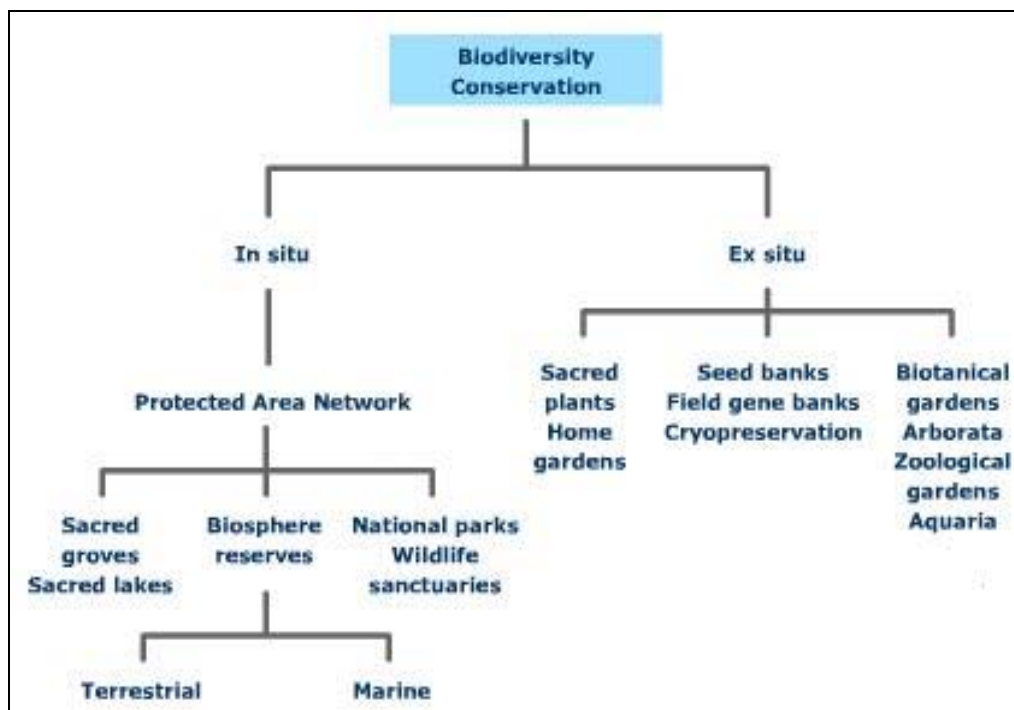 Biodiversity
Conservation
In situ
Ex situ
Protected Area Network
Sacred
plants
Home
gardens
Seed banks
Field gene banks
Cryopreservation
Biotanical
gardens
Arborata
Zoological
gardens
Aquaria
Sacred
groves
Sacred lakes
Biosphere
reserves
National parks
Wildlife
sanctuaries
Terrestrial
Marine